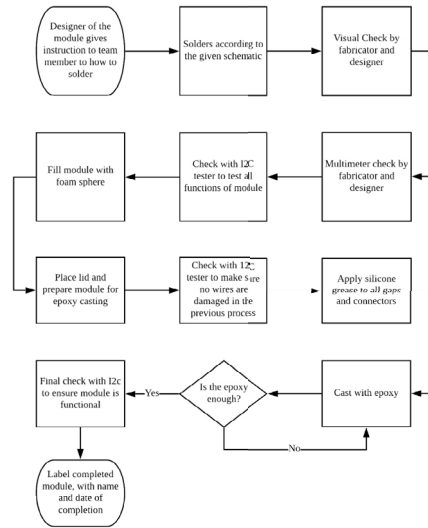 Designer of the
module gives
instruction to team
member to how to
solder
Solders according to
the given schematic
Visual Check by
fabricator and
designer
Multimeter check by
fabricator and
designer
Check with I2C
tester to test all
functions of module
Fill module with
foam sphere
Place lid and
prepare module for
epoxy casting
Check with I2C
tester to make sure
no wires are
damaged in the
previous process
Apply silicone
grease to all gaps
and connectors
Cast with epoxy
Is the epoxy
enough?
No
Yes
Final check with I2c
to ensure module is
functional
Label completed
module, with name
and date of
completion